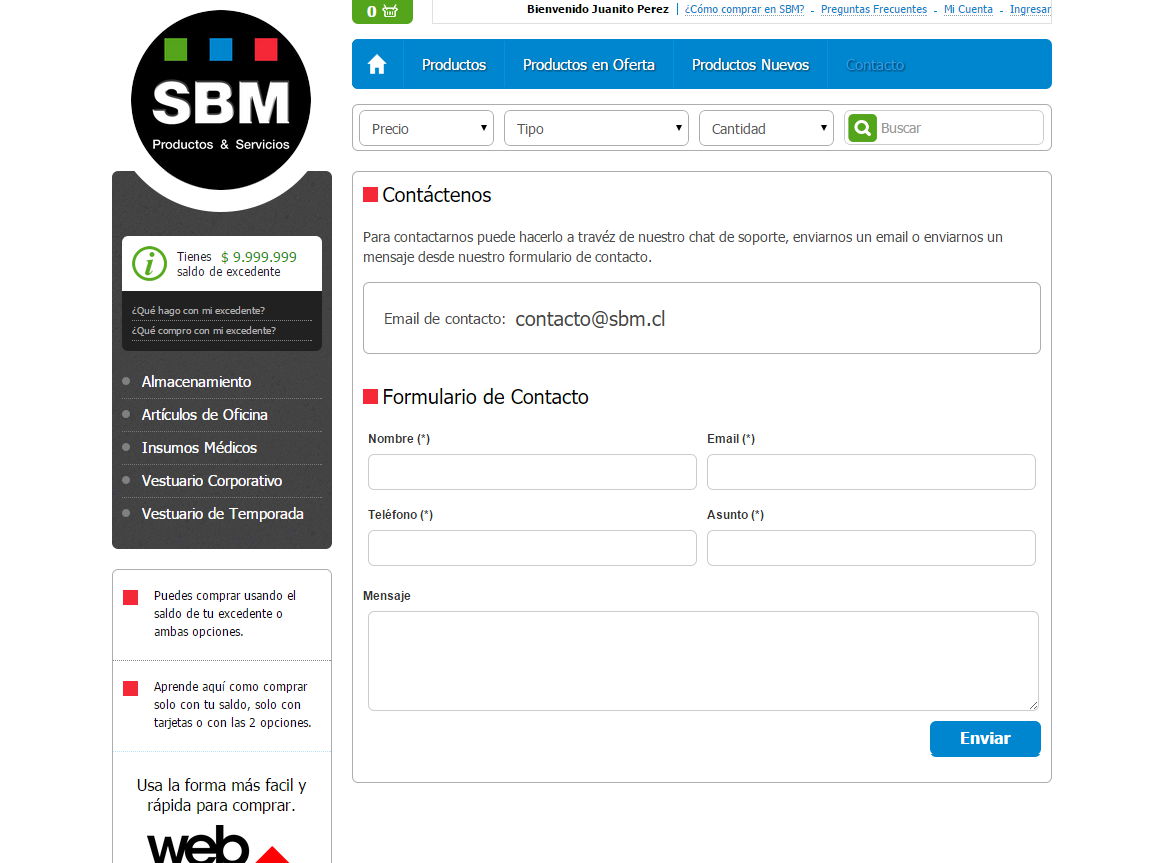 0
Bienvenido Juanito Perez | ¿Cómo comprar en SBM? - Preguntas Frecuentes - Mi Cuenta - Ingresar
SBM
Productos & Servicios
Productos
Productos en Oferta
Productos Nuevos
Contacto
Precio
Tipo
Cantidad
Buscar
Tienes $ 9.999.999
saldo de excedente
¿Qué hago con mi excedente?
¿Qué compro con mi excedente?
Almacenamiento
Artículos de Oficina
Insumos Médicos
Vestuario Corporativo
Vestuario de Temporada
Puedes comprar usando el
saldo de tu excedente o
ambas opciones.
Aprende aquí como comprar
solo con tu saldo, solo con
tarjetas o con las 2 opciones.
Usa la forma más facil y
rápida para comprar.
web
Contáctenos
Para contactarnos puede hacerlo a travéz de nuestro chat de soporte, enviarnos un email o enviarnos un
mensaje desde nuestro formulario de contacto.
Email de contacto: contacto@sbm.cl
Formulario de Contacto
Nombre (*)
Email (*)
Teléfono (*)
Asunto (*)
Mensaje
Enviar